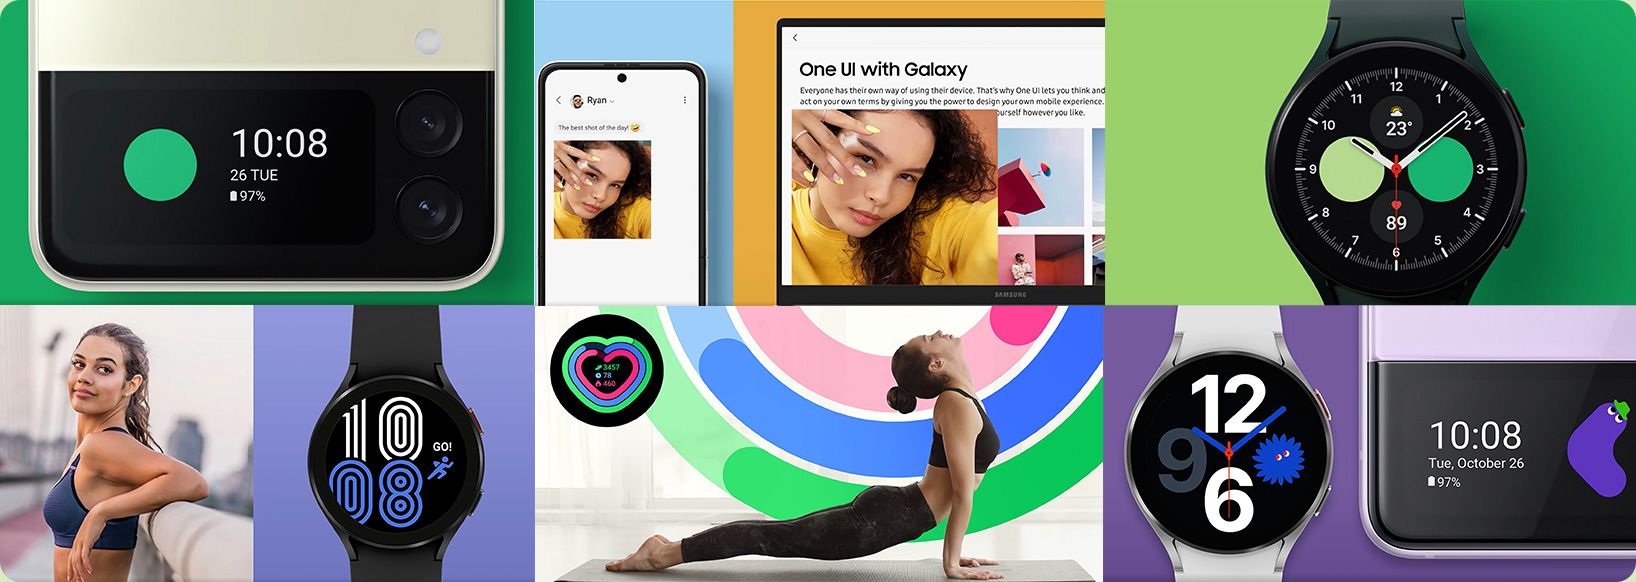 10:08
26 TUE
97%
Ryan
The best shot of the day! 🤣
One UI with Galaxy
Everyone has their own way of using their device. That's why One UI lets you think and
act on your own terms by giving you the power to design your own mobile experience.
ourself however you like.
SAMSUNG
12
11
1
10
2
23°
9
3
8
4
89
7
5
6
10
08
GO!
3457
78
460
12
9
6
10:08
Tue, October 26
97%